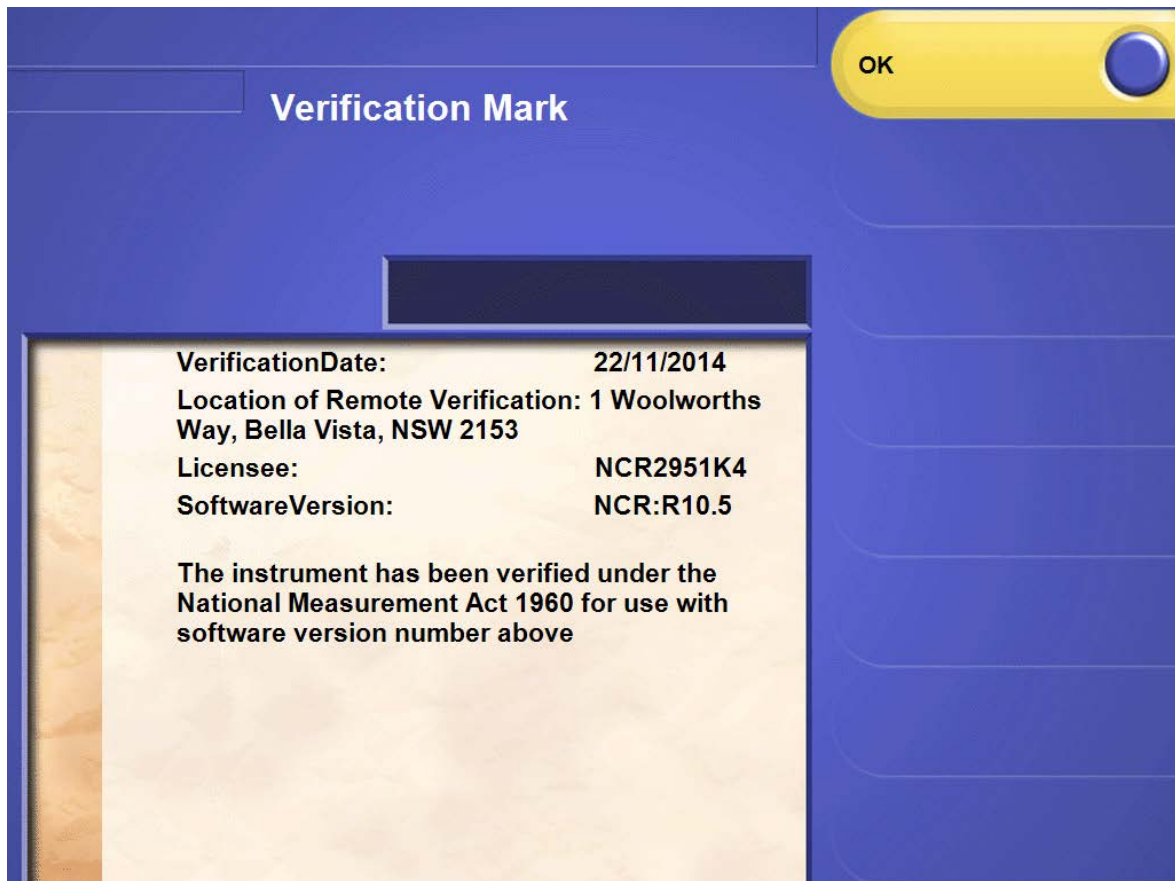 OK
Verification Mark
VerificationDate: 22/11/2014
Location of Remote Verification: 1 Woolworths
Way, Bella Vista, NSW 2153
Licensee: NCR2951K4
SoftwareVersion: NCR:R10.5
The instrument has been verified under the
National Measurement Act 1960 for use with
software version number above